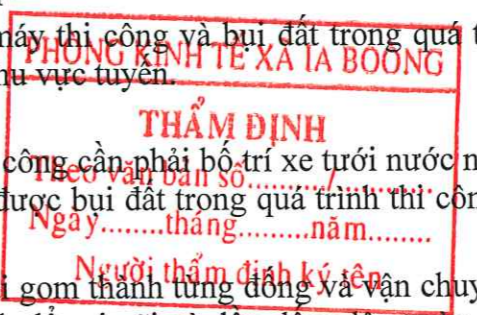 máy thi công và bụi đất trong quá t
PHÒNG KINH TẾ XÃ IA BOÒNG
hu vực tuyến.
THẨM ĐỊNH
công cần phải bố trí xe tưới nước n
Theo văn bản số........./.............
được bụi đất trong quá trình thi côn
Ngày........tháng.........năm........
Người thẩm định ký tên
i gom thành từng đống và vận chuy